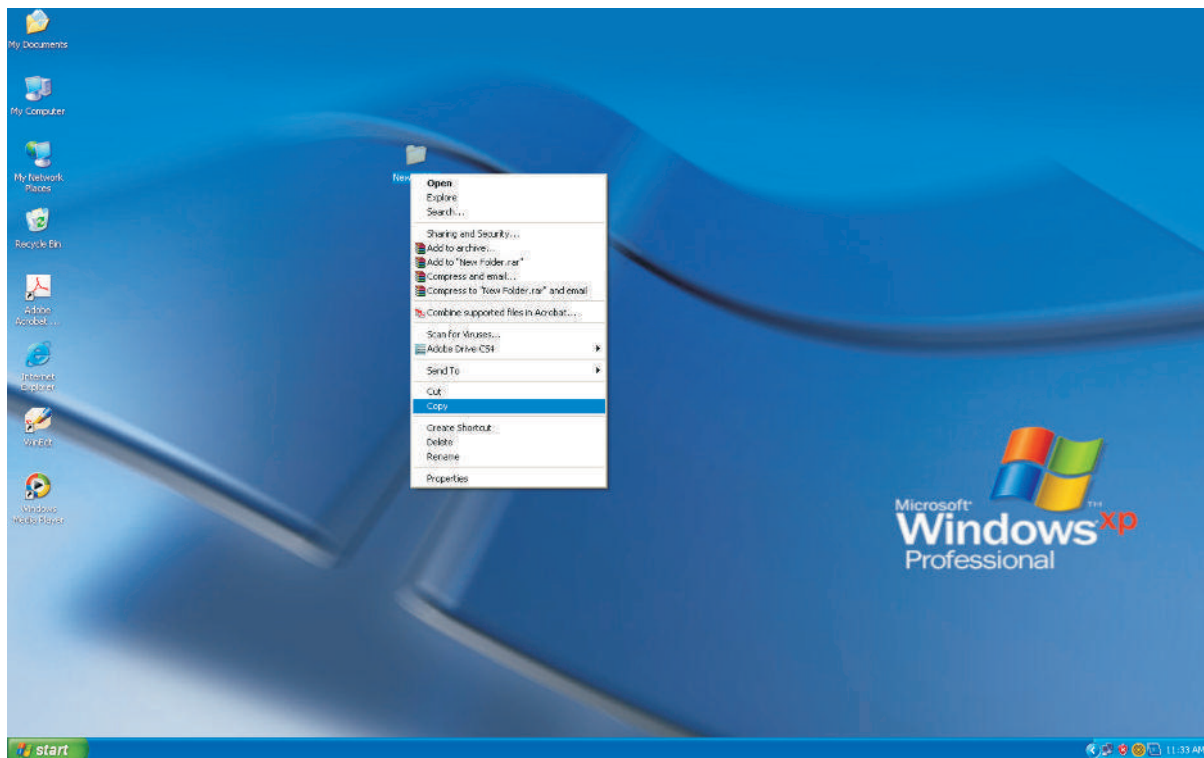 My Documents
My Computer
My Network
Places
Recycle Bin
Adobe
Acrobat ...
Internet
Explorer
WinEdt
Windows
Media Player
New
Open
Explore
Search...
Sharing and Security...
Add to archive...
Add to "New Folder.rar"
Compress and email...
Compress to "New Folder.rar" and email
Combine supported files in Acrobat...
Scan for Viruses...
Adobe Drive CS4
Send To
Cut
Copy
Create Shortcut
Delete
Rename
Properties
Microsoft
Windows xp
TM
Professional
start
11:33 AM